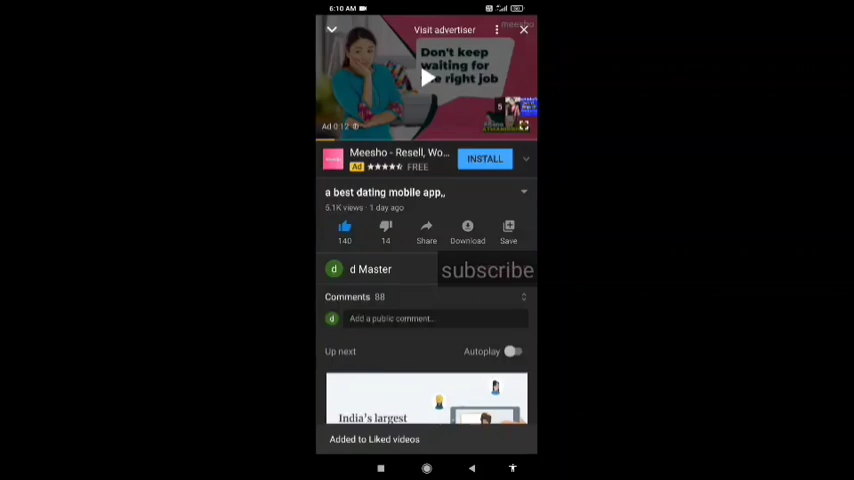 6:10 AM
meesho
Visit advertiser
Don't keep
waiting for
the right job
5
Ad 0:12
Meesho - Resell, Wo...
INSTALL
Ad
FREE
a best dating mobile app,,
5.1K views · 1 day ago
140
14
Share
Download
Save
d
d Master
subscribe
Comments 88
d
Add a public comment...
Up next
Autoplay
India's largest
Added to Liked videos